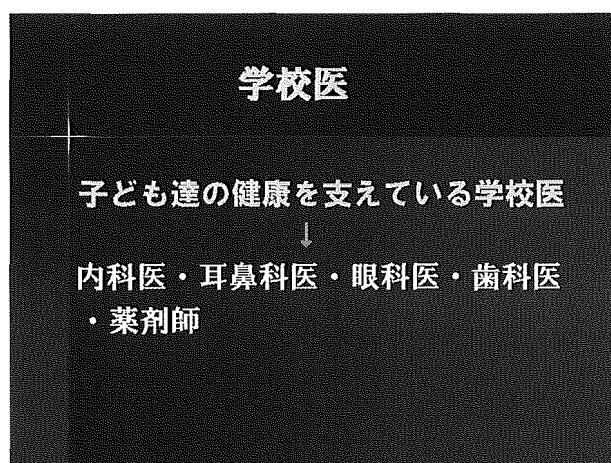 学校医
子ども達の健康を支えている学校医
↓
内科医・耳鼻科医・眼科医・歯科医
・薬剤師